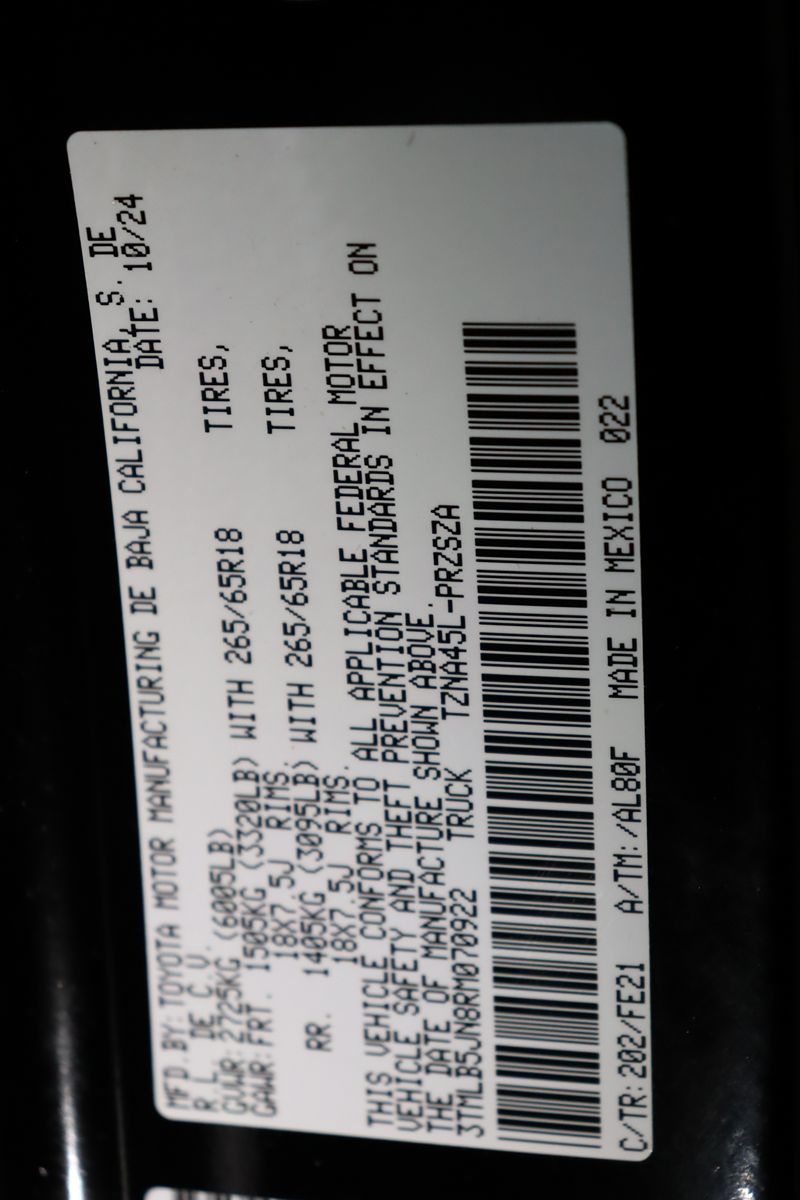 MFD.BY: TOYOTA MOTOR MANUFACTURING DE BAJA CALIFORNIA, S. DE
R.L. DE C.V. DATE: 10/24
GVWR: 2725KG (6005LB)
GAWR: FRT. 1505KG (3320LB) WITH 265/65R18 TIRES,
18X7.5J RIMS.
RR. 1405KG (3095LB) WITH 265/65R18 TIRES,
18X7.5J RIMS.
THIS VEHICLE CONFORMS TO ALL APPLICABLE FEDERAL MOTOR
VEHICLE SAFETY AND THEFT PREVENTION STANDARDS IN EFFECT ON
THE DATE OF MANUFACTURE SHOWN ABOVE.
3TMLB5JN8RM070922 TRUCK TZNA45L-PRZSZA
C/TR: 202/FE21 A/TM: /AL80F MADE IN MEXICO 022